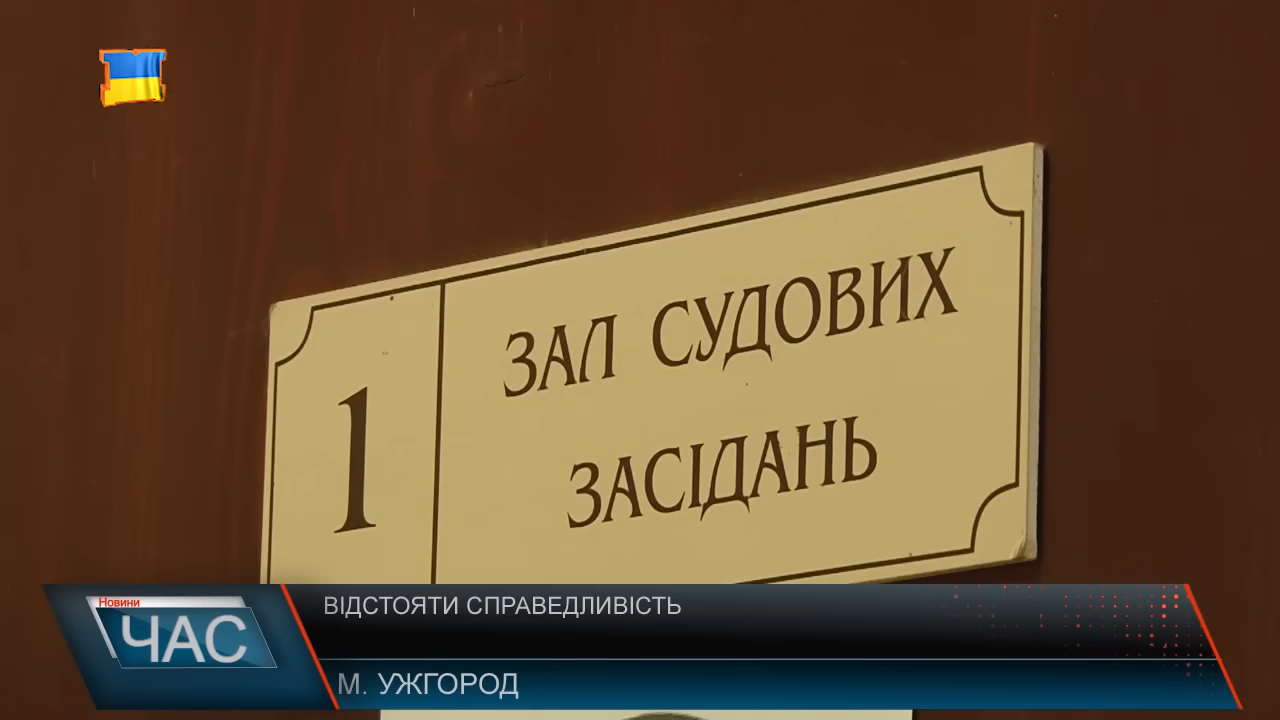 1
ЗАЛ СУДОВИХ
ЗАСІДАНЬ
Новини
ЧАС
ВІДСТОЯТИ СПРАВЕДЛИВІСТЬ
М. УЖГОРОД